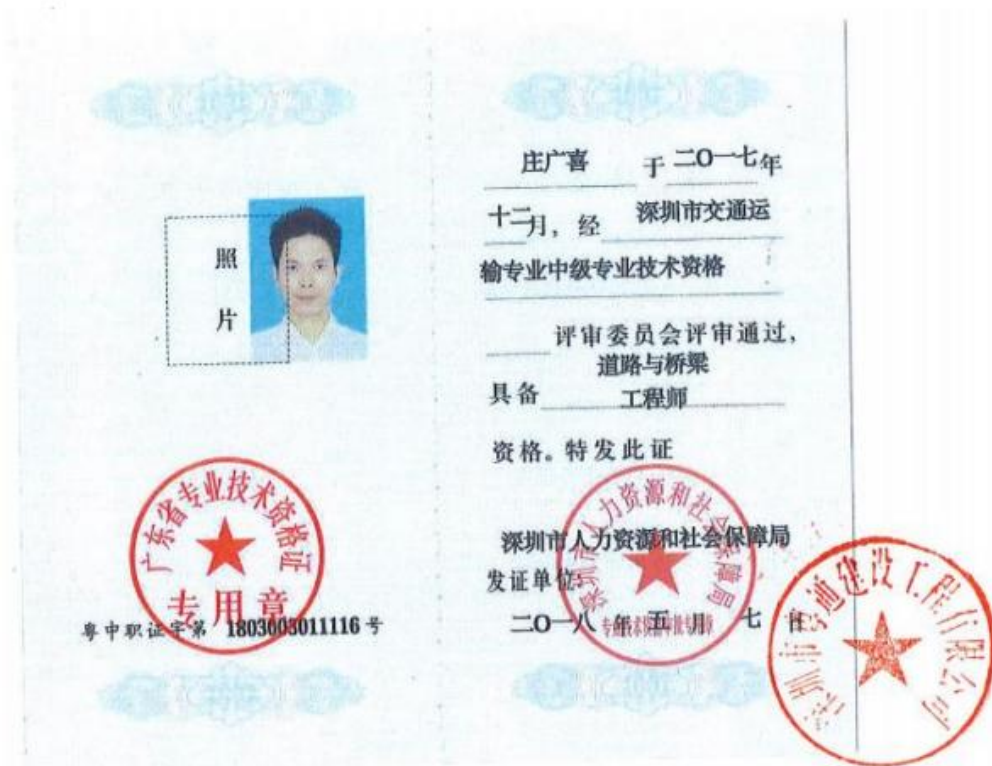 照
片
广东省专业技术资格证
专用章
粤中职证字第 1803003011116 号
庄广喜 于 二〇一七年
十二月，经 深圳市交通运
输专业中级专业技术资格
评审委员会评审通过，
道路与桥梁
具备 工程师
资格。特发此证
深圳市人力资源和社会保障局
发证单位:
二〇一八 年 五 月 七 日
深圳市人力资源和社会保障局